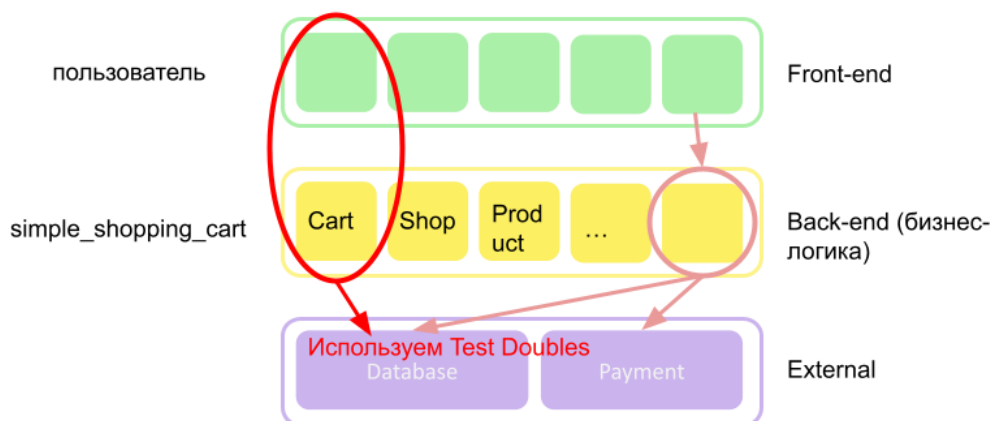 пользователь
Front-end
simple_shopping_cart
Cart
Shop
Prod
uct
...
Back-end (бизнес-
логика)
Используем Test Doubles
Database
Payment
External